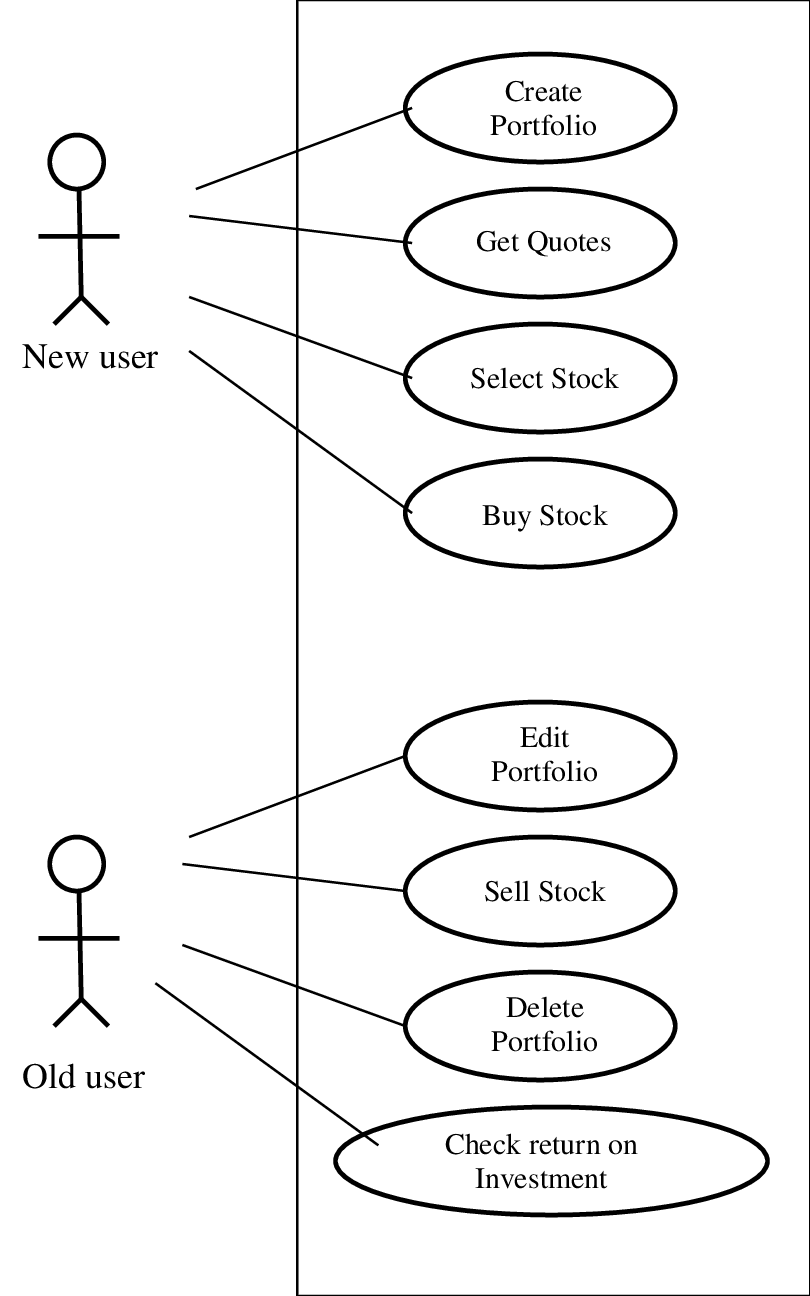 Create
Portfolio
Get Quotes
Select Stock
New user
Buy Stock
Edit
Portfolio
Sell Stock
Delete
Portfolio
Old user
Check return on
Investment